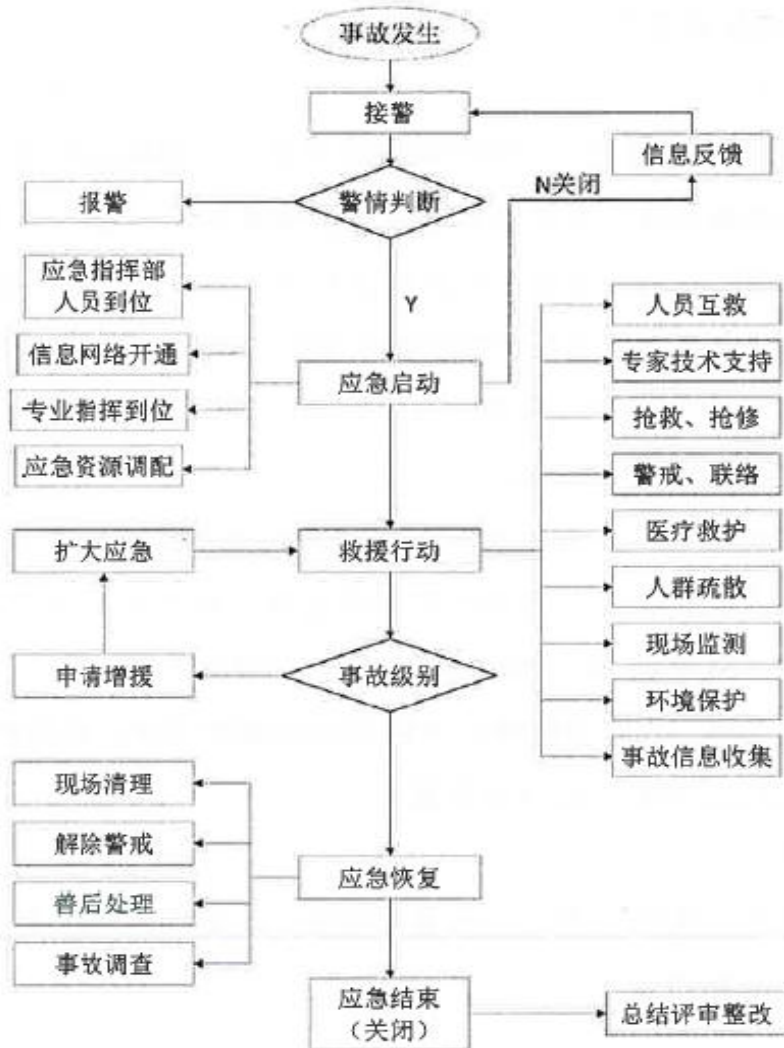 事故发生
接警
信息反馈
N关闭
报警
警情判断
应急指挥部
人员到位
Y
人员互救
信息网络开通
应急启动
专家技术支持
专业指挥到位
抢救、抢修
应急资源调配
警戒、联络
扩大应急
救援行动
医疗救护
人群疏散
申请增援
事故级别
现场监测
环境保护
事故信息收集
现场清理
解除警戒
应急恢复
善后处理
事故调查
应急结束
（关闭）
总结评审整改